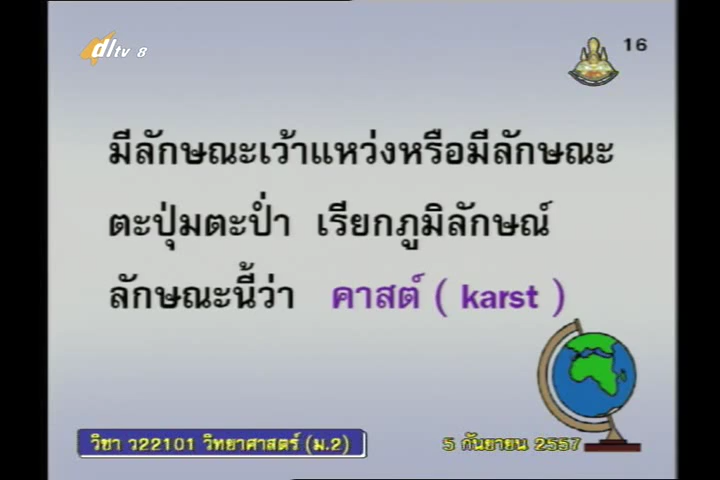 dltv 8
16
มีลักษณะเว้าแหว่งหรือมีลักษณะ
ตะปุ่มตะป่ำ เรียกภูมิลักษณ์
ลักษณะนี้ว่า คาสต์ ( karst )
วิชา ว22101 วิทยาศาสตร์ (ม.2)
5 กันยายน 2557